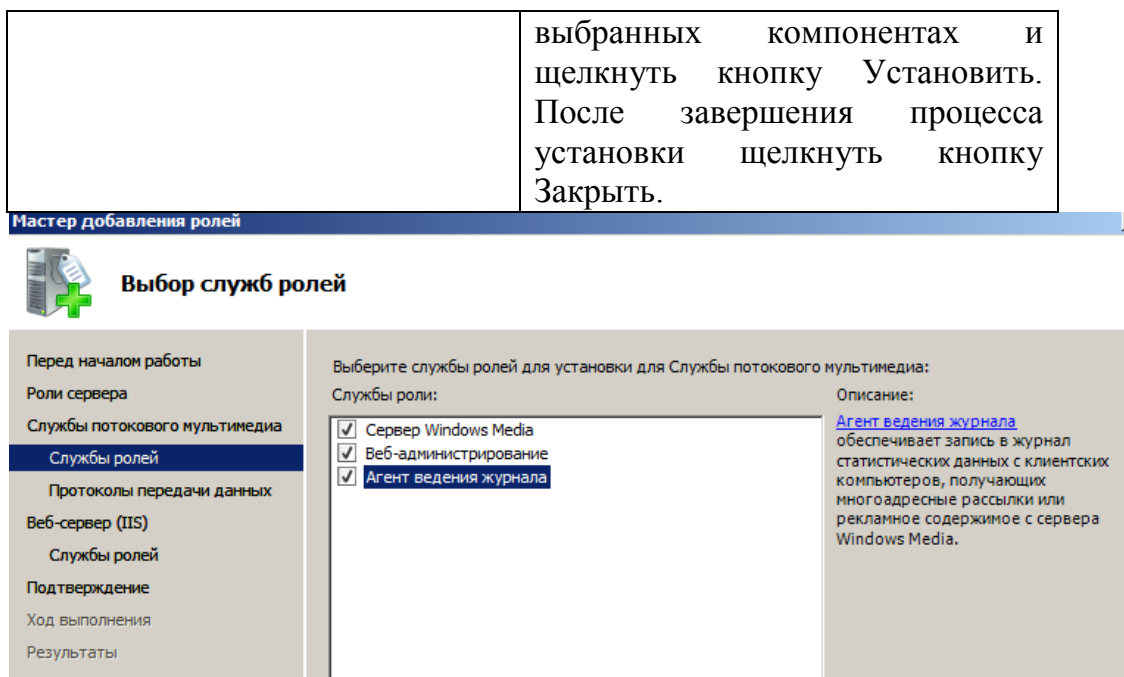 выбранных компонентах и
щелкнуть кнопку Установить.
После завершения процесса
установки щелкнуть кнопку
Закрыть.
Мастер добавления ролей
Выбор служб ролей
Перед началом работы
Роли сервера
Службы потокового мультимедиа
Службы ролей
Протоколы передачи данных
Веб-сервер (IIS)
Службы ролей
Подтверждение
Ход выполнения
Результаты
Выберите службы ролей для установки для Службы потокового мультимедиа:
Службы роли:
Сервер Windows Media
Веб-администрирование
Агент ведения журнала
Описание:
Агент ведения журнала
обеспечивает запись в журнал
статистических данных с клиентских
компьютеров, получающих
многоадресные рассылки или
рекламное содержимое с сервера
Windows Media.